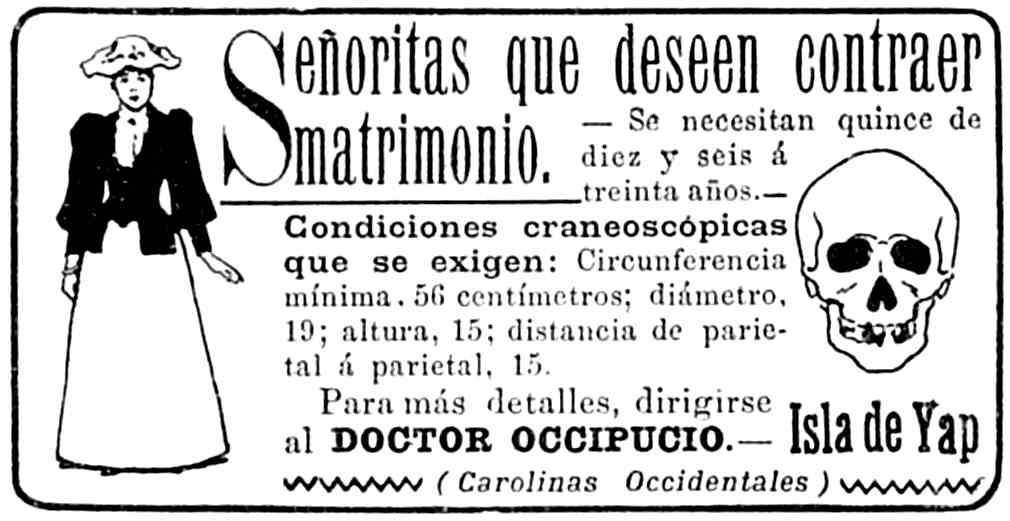 Señoritas que deseen contraer
matrimonio. — Se necesitan quince de
diez y seis á
treinta años.—
Condiciones craneoscópicas
que se exigen: Circunferencia
mínima, 56 centímetros; diámetro,
19; altura, 15; distancia de parie-
tal á parietal, 15.
Para más detalles, dirigirse
al DOCTOR OCCIPUCIO.— Isla de Yap
(Carolinas Occidentales)